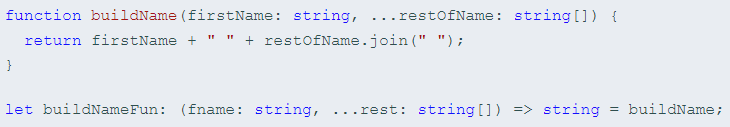 function buildName(firstName: string, ...restOfName: string[]) {
  return firstName + " " + restOfName.join(" ");
}
let buildNameFun: (fname: string, ...rest: string[]) => string = buildName;